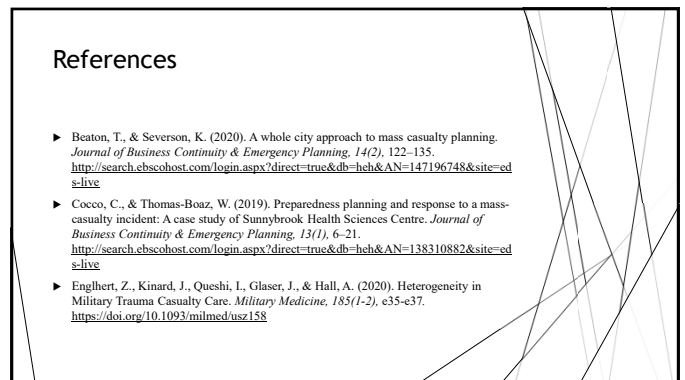 References
Beaton, T., & Severson, K. (2020). A whole city approach to mass casualty planning.
Journal of Business Continuity & Emergency Planning, 14(2), 122–135.
http://search.ebscohost.com/login.aspx?direct=true&db=heh&AN=147196748&site=ed
s-live
Cocco, C., & Thomas-Boaz, W. (2019). Preparedness planning and response to a mass-
casualty incident: A case study of Sunnybrook Health Sciences Centre. Journal of
Business Continuity & Emergency Planning, 13(1), 6–21.
http://search.ebscohost.com/login.aspx?direct=true&db=heh&AN=138310882&site=ed
s-live
Englhert, Z., Kinard, J., Queshi, I., Glaser, J., & Hall, A. (2020). Heterogeneity in
Military Trauma Casualty Care. Military Medicine, 185(1-2), e35-e37.
https://doi.org/10.1093/milmed/usz158